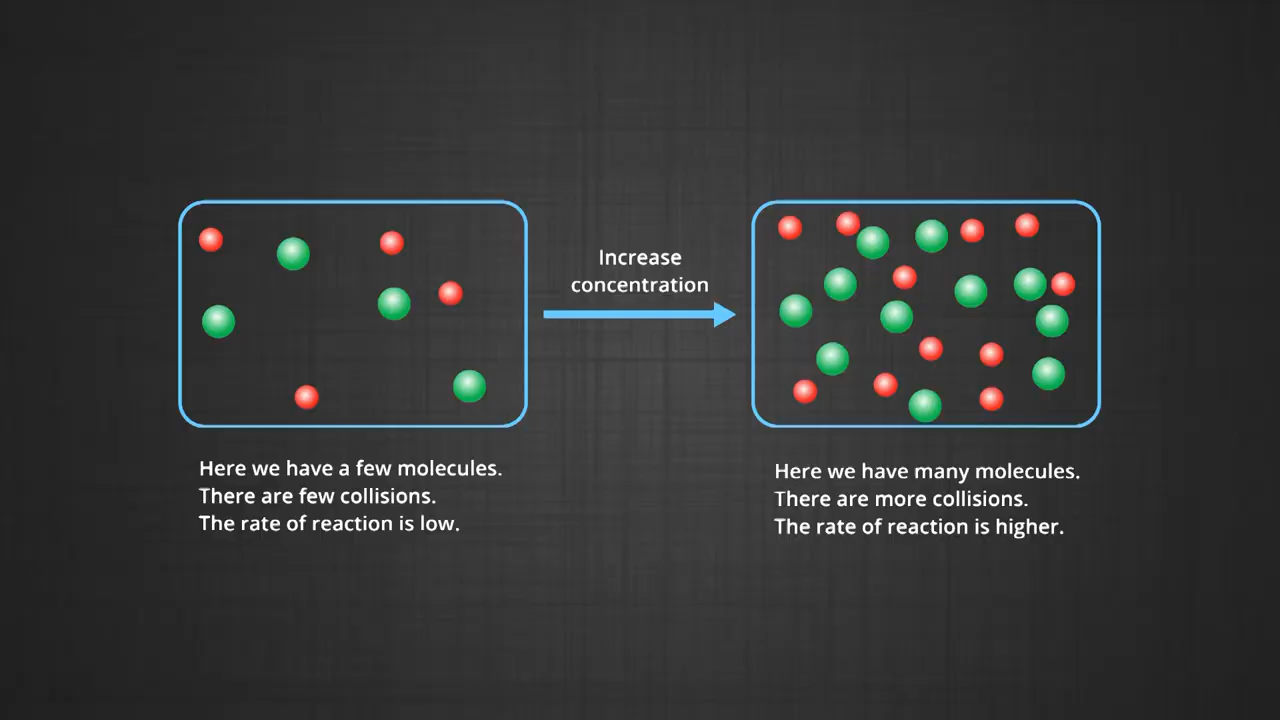 Increase
concentration
Here we have a few molecules.
There are few collisions.
The rate of reaction is low.
Here we have many molecules.
There are more collisions.
The rate of reaction is higher.